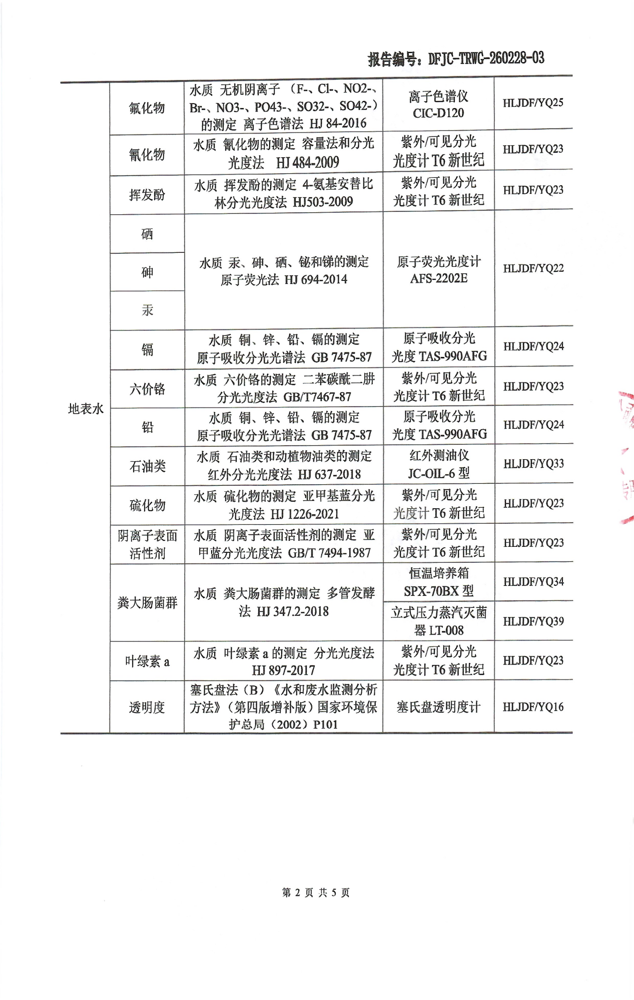 报告编号：DFJC-TRWG-260228-03
地表水
氟化物
水质 无机阴离子 （F-、Cl-、NO2-、
Br-、NO3-、PO43-、SO32-、SO42-）
的测定 离子色谱法 HJ 84-2016
离子色谱仪
CIC-D120
HLJDF/YQ25
氰化物
水质 氰化物的测定 容量法和分光
光度法 HJ 484-2009
紫外/可见分光
光度计 T6 新世纪
HLJDF/YQ23
挥发酚
水质 挥发酚的测定 4-氨基安替比
林分光光度法 HJ503-2009
紫外/可见分光
光度计 T6 新世纪
HLJDF/YQ23
硒
砷
汞
水质 汞、砷、硒、铋和锑的测定
原子荧光法 HJ 694-2014
原子荧光光度计
AFS-2202E
HLJDF/YQ22
镉
水质 铜、锌、铅、镉的测定
原子吸收分光光谱法 GB 7475-87
原子吸收分光
光度 TAS-990AFG
HLJDF/YQ24
六价铬
水质 六价铬的测定 二苯碳酰二肼
分光光度法 GB/T7467-87
紫外/可见分光
光度计 T6 新世纪
HLJDF/YQ23
铅
水质 铜、锌、铅、镉的测定
原子吸收分光光谱法 GB 7475-87
原子吸收分光
光度 TAS-990AFG
HLJDF/YQ24
石油类
水质 石油类和动植物油类的测定
红外分光光度法 HJ 637-2018
红外测油仪
JC-OIL-6 型
HLJDF/YQ33
硫化物
水质 硫化物的测定 亚甲基蓝分光
光度法 HJ 1226-2021
紫外/可见分光
光度计 T6 新世纪
HLJDF/YQ23
阴离子表面
活性剂
水质 阴离子表面活性剂的测定 亚
甲蓝分光光度法 GB/T 7494-1987
紫外/可见分光
光度计 T6 新世纪
HLJDF/YQ23
粪大肠菌群
水质 粪大肠菌群的测定 多管发酵
法 HJ 347.2-2018
恒温培养箱
SPX-70BX 型
HLJDF/YQ34
立式压力蒸汽灭菌
器 LT-008
HLJDF/YQ39
叶绿素 a
水质 叶绿素 a 的测定 分光光度法
HJ 897-2017
紫外/可见分光
光度计 T6 新世纪
HLJDF/YQ23
透明度
塞氏盘法（B）《水和废水监测分析
方法》（第四版增补版）国家环境保
护总局（2002）P101
塞氏盘透明度计
HLJDF/YQ16
第 2 页 共 5 页